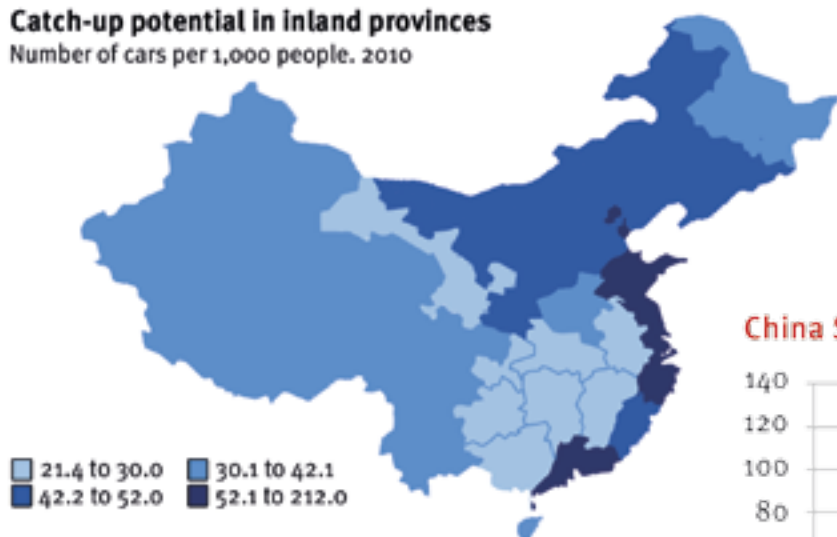 Catch-up potential in inland provinces
Number of cars per 1,000 people. 2010
China
140
120
100
80
21.4 to 30.0
30.1 to 42.1
42.2 to 52.0
52.1 to 212.0